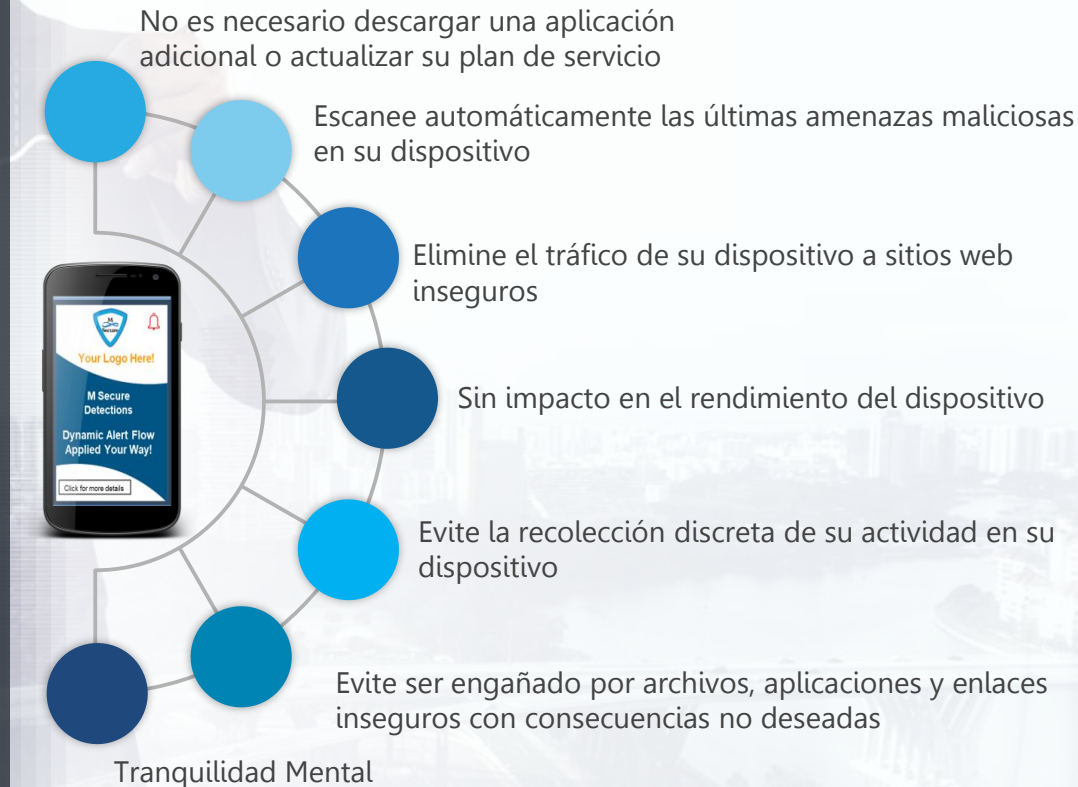 No es necesario descargar una aplicación
adicional o actualizar su plan de servicio
Escanee automáticamente las últimas amenazas maliciosas
en su dispositivo
Elimine el tráfico de su dispositivo a sitios web
inseguros
M
Secure
Your Logo Here!
M Secure
Detections
Dynamic Alert Flow
Applied Your Way!
Click for more details
Sin impacto en el rendimiento del dispositivo
Evite la recolección discreta de su actividad en su
dispositivo
Evite ser engañado por archivos, aplicaciones y enlaces
inseguros con consecuencias no deseadas
Tranquilidad Mental